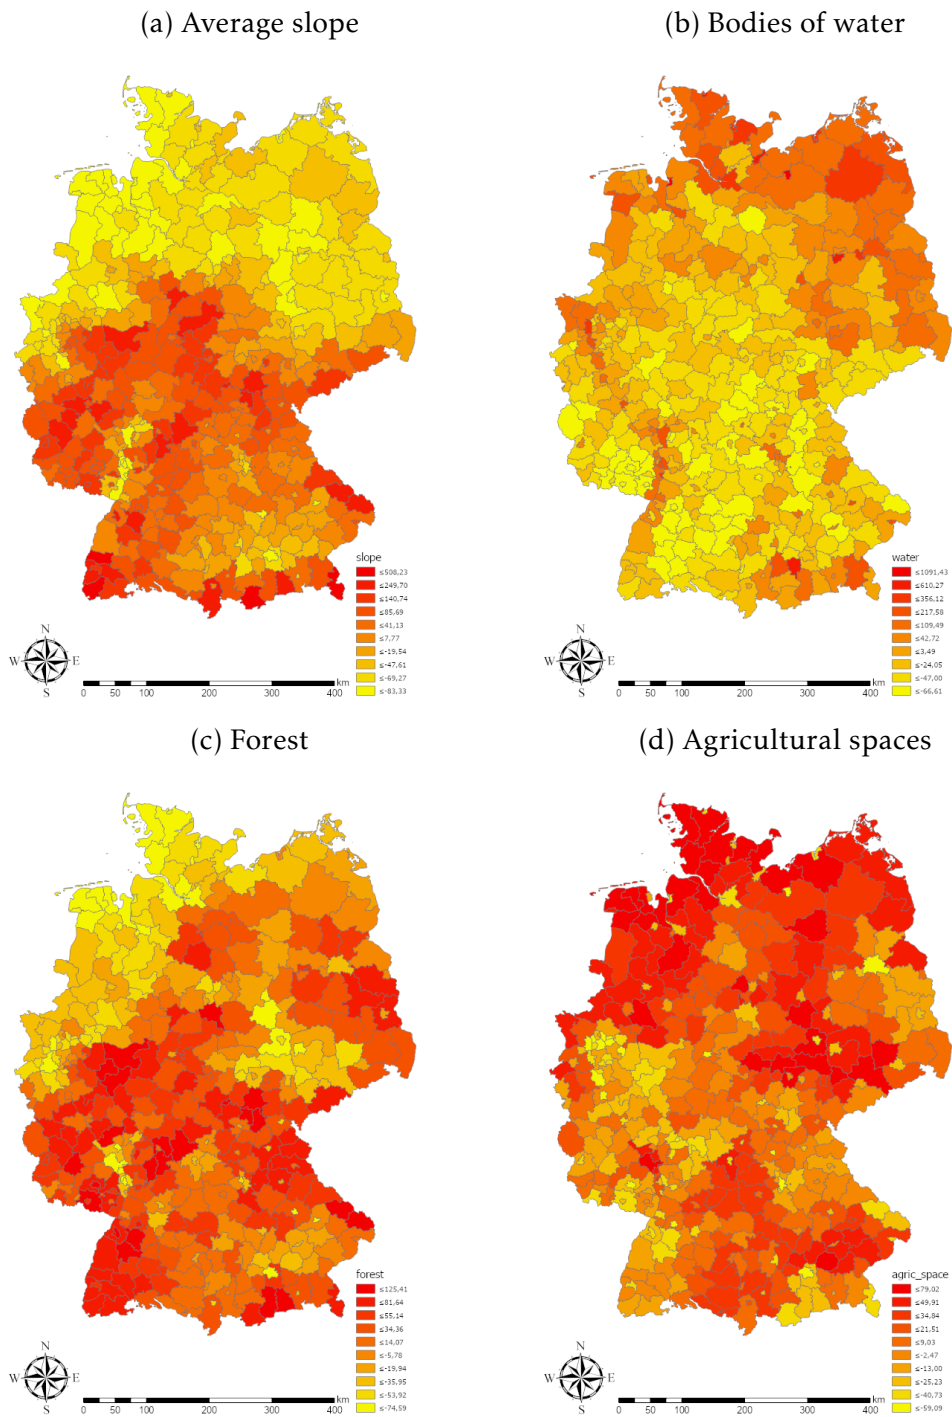 (a) Average slope
(b) Bodies of water
slope
≤508,23
≤249,70
≤140,74
≤85,69
≤41,13
≤7,77
≤-19,54
≤-47,61
≤-69,27
≤-83,33
N
W E
S
km
0 50 100 200 300 400
water
≤1091,43
≤610,27
≤356,12
≤217,58
≤109,49
≤42,72
≤3,49
≤-24,05
≤-47,00
≤-66,61
N
W E
S
km
0 50 100 200 300 400
(c) Forest
(d) Agricultural spaces
forest
≤125,41
≤81,64
≤55,14
≤34,36
≤14,07
≤-5,78
≤-19,94
≤-35,95
≤-53,92
≤-74,59
N
W E
S
km
0 50 100 200 300 400
agric_space
≤79,02
≤49,91
≤34,84
≤21,51
≤9,03
≤-2,47
≤-13,00
≤-25,23
≤-40,73
≤-59,09
N
W E
S
km
0 50 100 200 300 400